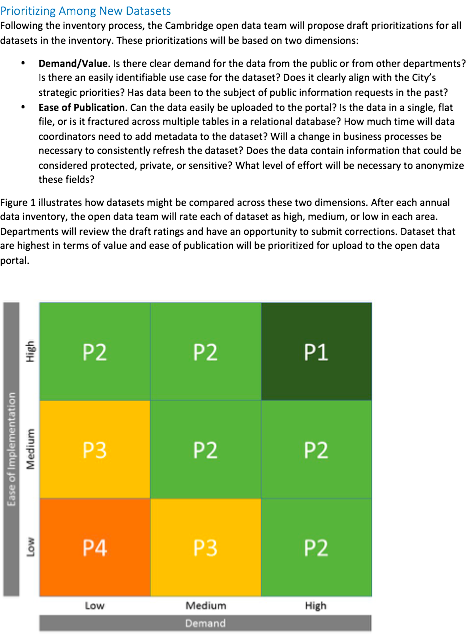 Prioritizing Among New Datasets
Following the inventory process, the Cambridge open data team will propose draft prioritizations for all
datasets in the inventory. These prioritizations will be based on two dimensions:
• Demand/Value. Is there clear demand for the data from the public or from other departments?
Is there an easily identifiable use case for the dataset? Does it clearly align with the City's
strategic priorities? Has data been to the subject of public information requests in the past?
• Ease of Publication. Can the data easily be uploaded to the portal? Is the data in a single, flat
file, or is it fractured across multiple tables in a relational database? How much time will data
coordinators need to add metadata to the dataset? Will a change in business processes be
necessary to consistently refresh the dataset? Does the data contain information that could be
considered protected, private, or sensitive? What level of effort will be necessary to anonymize
these fields?
Figure 1 illustrates how datasets might be compared across these two dimensions. After each annual
data inventory, the open data team will rate each of dataset as high, medium, or low in each area.
Departments will review the draft ratings and have an opportunity to submit corrections. Dataset that
are highest in terms of value and ease of publication will be prioritized for upload to the open data
portal.
Ease of Implementation
High
P2 P2 P1
Medium
P3 P2 P2
Low
P4 P3 P2
Low Medium High
Demand